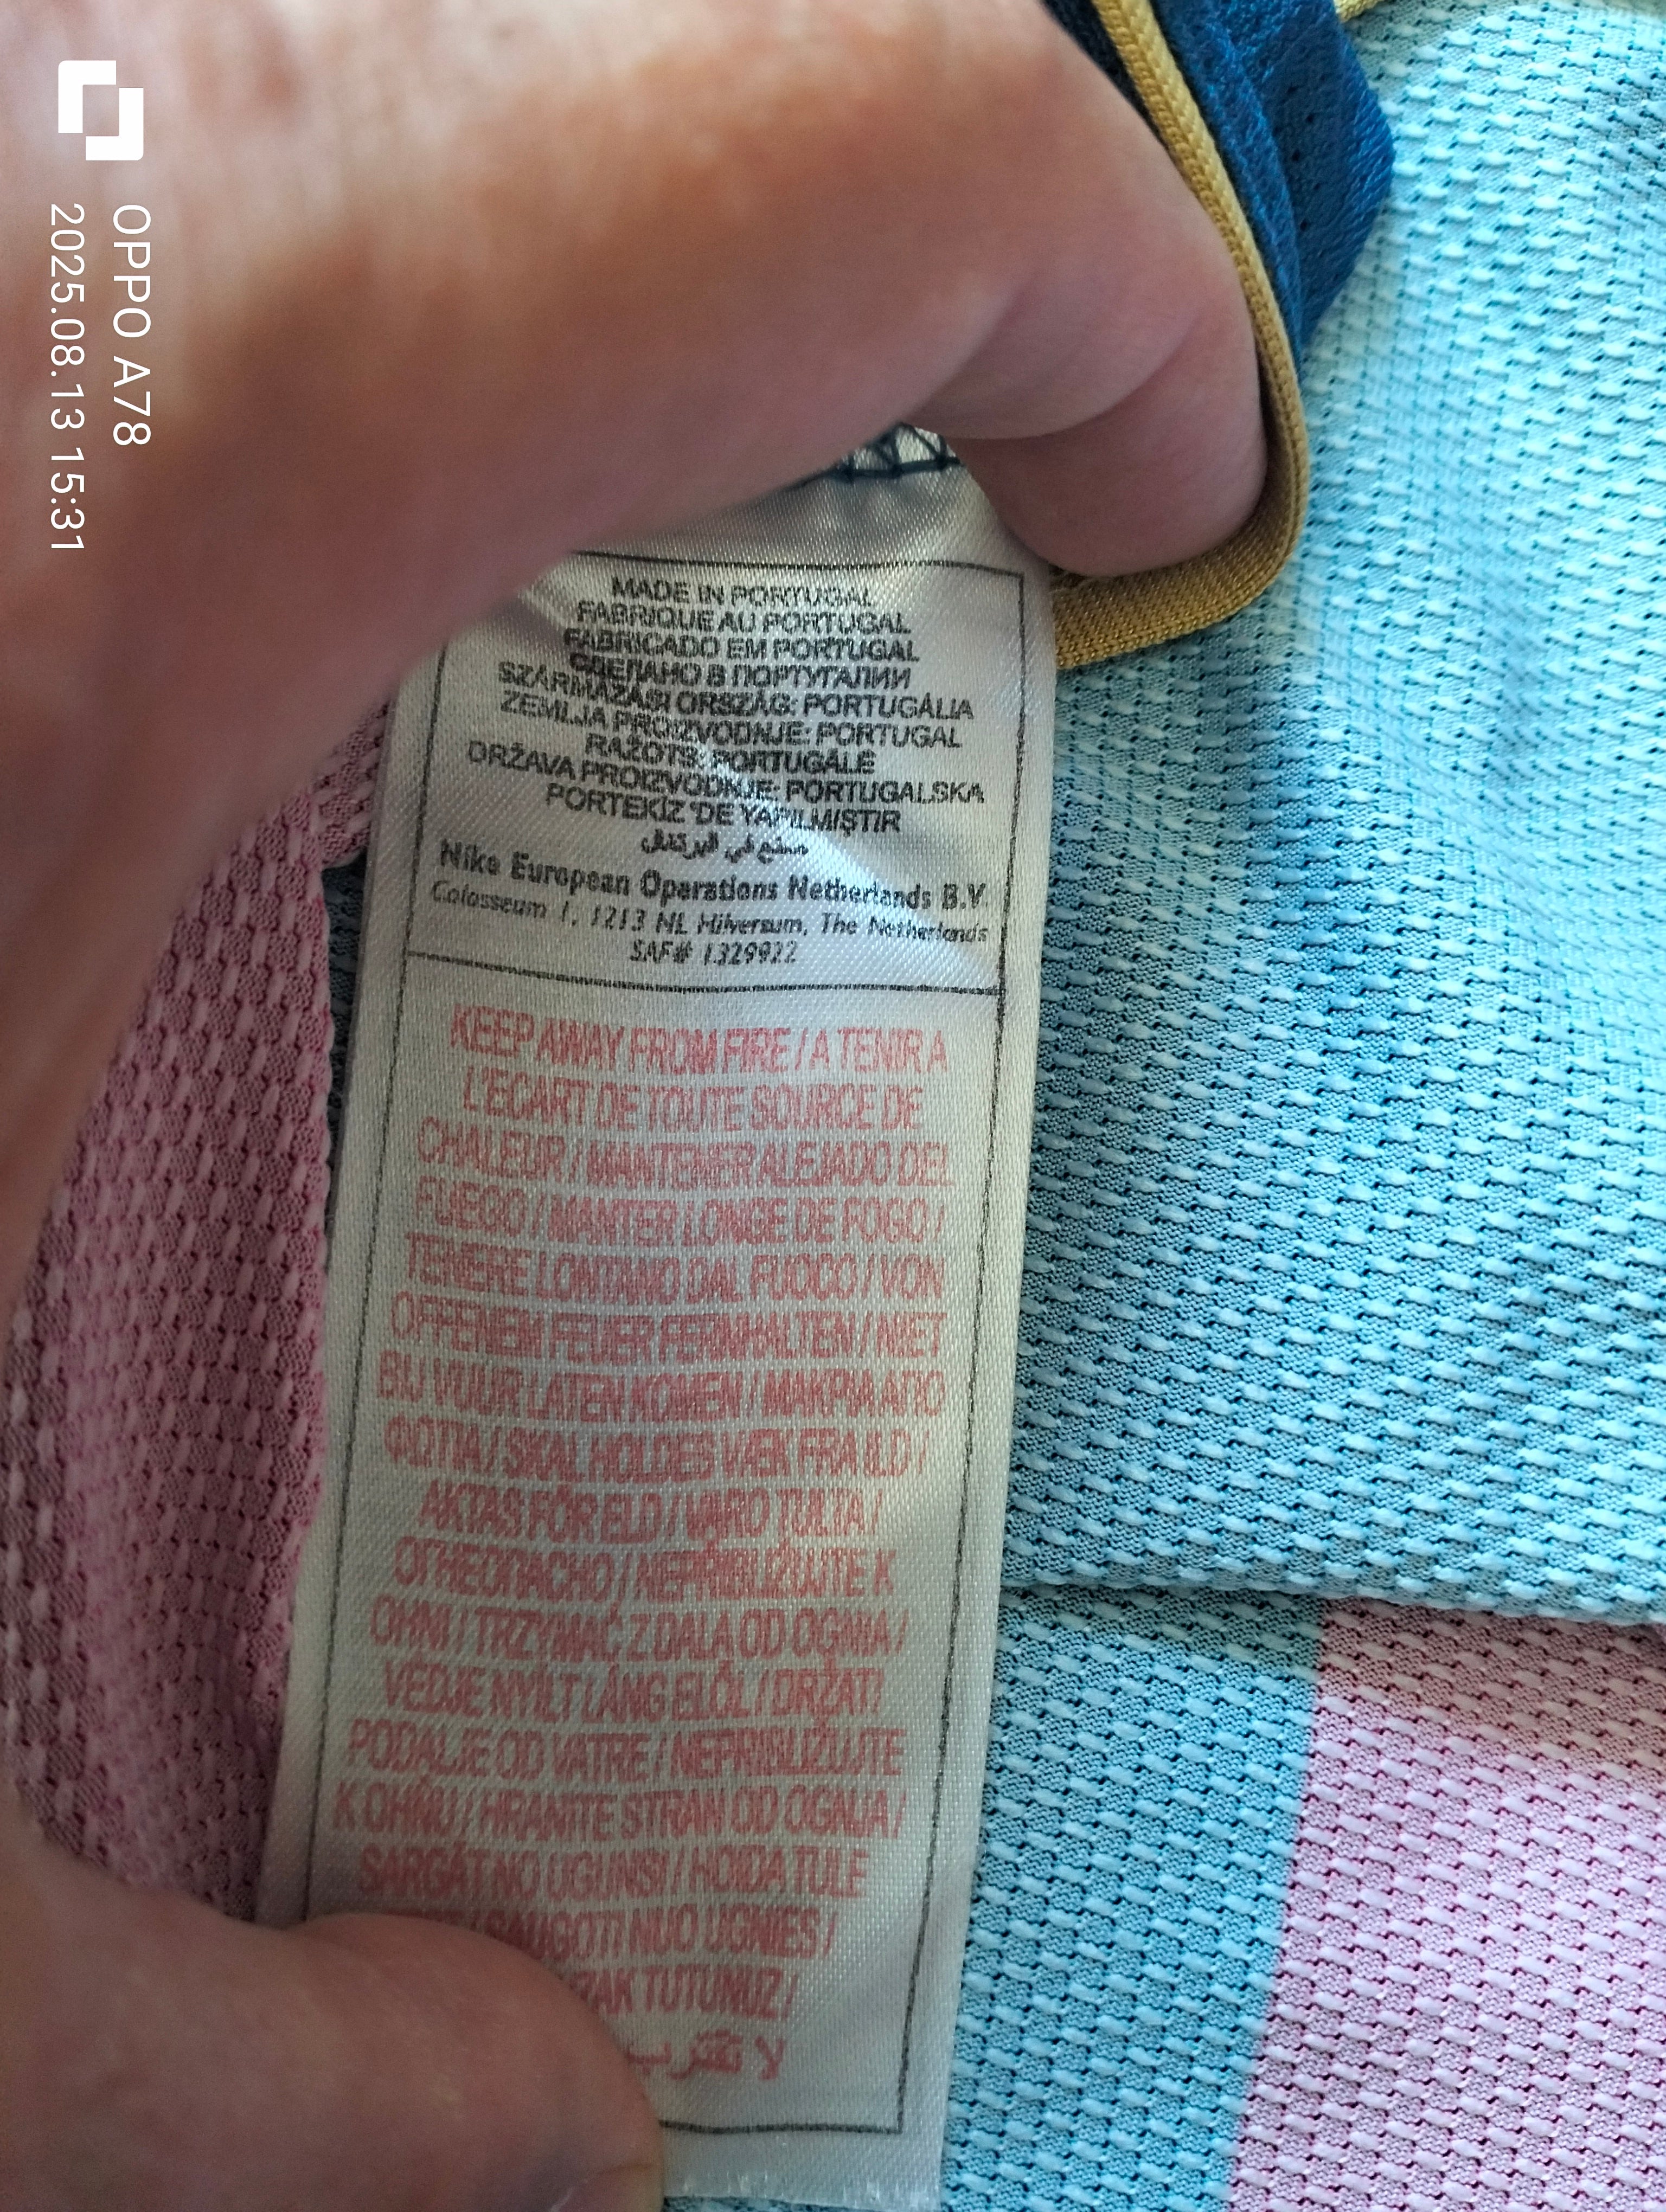 OPPO A78
2025.08.13 15:31
MADE IN PORTUGAL
FABRIQUE AU PORTUGAL
FABRICADO EM PORTUGAL
СДЕЛАНО В ПОРТУГАЛИИ
SZÁRMAZÁSI ORSZÁG: PORTUGÁLIA
ZEMLJA PROIZVODNJE: PORTUGAL
RAŽOTS: PORTUGĀLĒ
DRŽAVA PROIZVODNJE: PORTUGALSKA
PORTEKİZ 'DE YAPILMIŞTIR
صنع في البرتغال
Nike European Operations Netherlands B.V.
Colosseum 1, 1213 NL Hilversum, The Netherlands
SAF# 1329922
KEEP AWAY FROM FIRE / A TENIR A
L'ECART DE TOUTE SOURCE DE
CHALEUR / MANTENER ALEJADO DEL
FUEGO / MANTER LONGE DE FOGO /
TENERE LONTANO DAL FUOCO / VON
OFFENEM FEUER FERNHALTEN / NIET
BIJ VUUR LATEN KOMEN / ΜΑΚΡΙΑ ΑΠΟ
ΦΩΤΙΑ / SKAL HOLDES VÆK FRA ILD /
AKTAS FÖR ELD / VARO TULTA /
ОГНЕОПАСНО / NEPŘIBLIŽUJTE K
OHNI / TRZYMAĆ Z DALA OD OGNIA /
VÉDJE NYÍLT LÁNG ELŐL / DRŽATI
PODALJE OD VATRE / NEPRIBLIŽUJTE
K OHŇU / HRANITE STRAN OD OGNJA /
SARGĀT NO UGUNS / HOIDA TULE
/ SAUGOTI NUO UGNIES /
TUTUNUZ /
لا تقرب